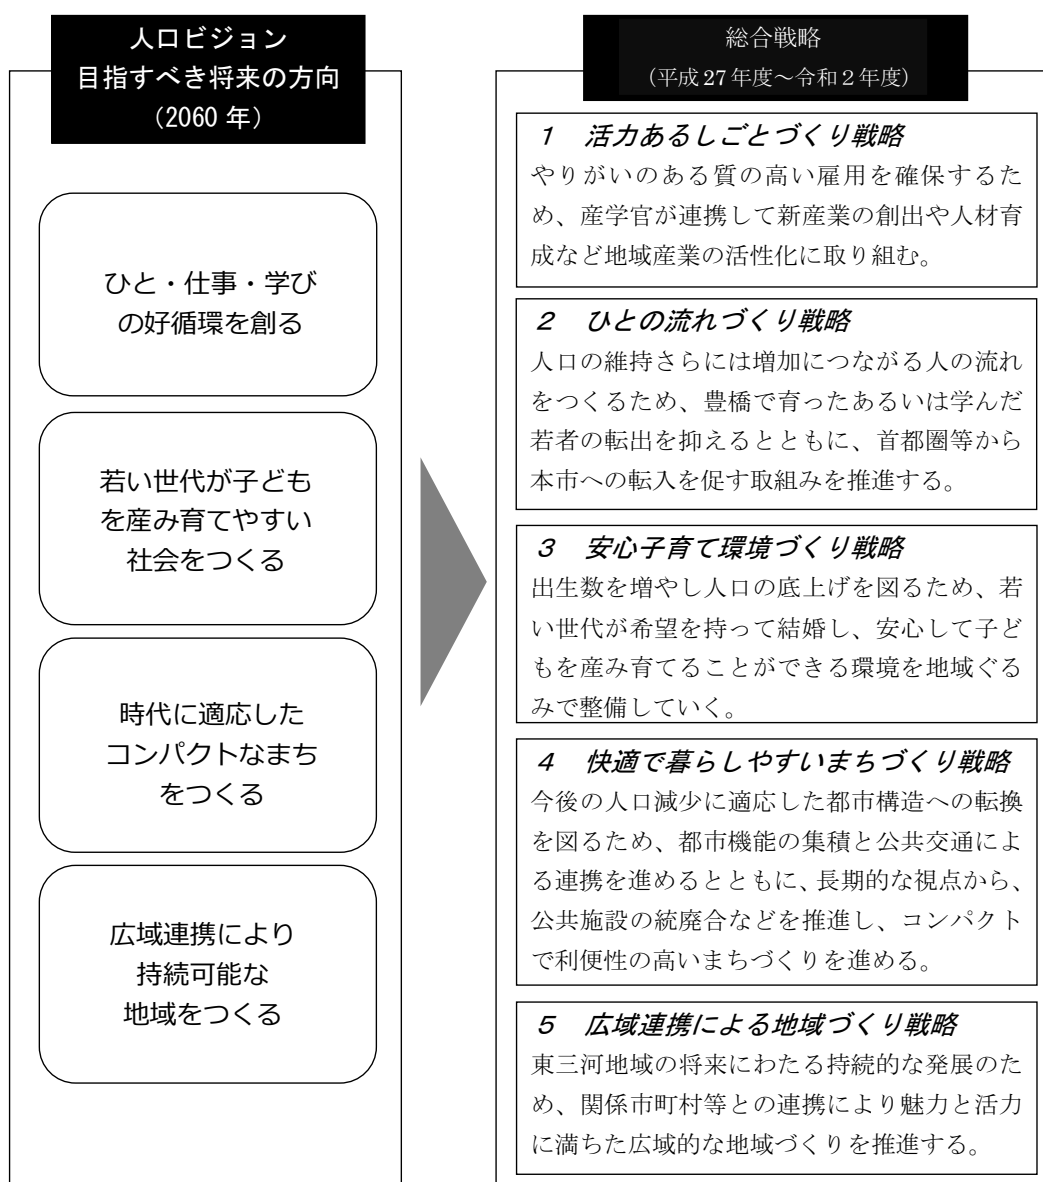 人口ビジョン
目指すべき将来の方向
(2060 年)
ひと・仕事・学び
の好循環を創る
若い世代が子ども
を産み育てやすい
社会をつくる
時代に適応した
コンパクトなまち
をつくる
広域連携により
持続可能な
地域をつくる
総合戦略
(平成 27 年度~令和2年度)
1 活力あるしごとづくり戦略
やりがいのある質の高い雇用を確保するた
め、産学官が連携して新産業の創出や人材育
成など地域産業の活性化に取り組む。
2 ひとの流れづくり戦略
人口の維持さらには増加につながる人の流れ
をつくるため、豊橋で育ったあるいは学んだ
若者の転出を抑えるとともに、首都圏等から
本市への転入を促す取組みを推進する。
3 安心子育て環境づくり戦略
出生数を増やし人口の底上げを図るため、若
い世代が希望を持って結婚し、安心して子ど
もを産み育てることができる環境を地域ぐる
みで整備していく。
4 快適で暮らしやすいまちづくり戦略
今後の人口減少に適応した都市構造への転換
を図るため、都市機能の集積と公共交通によ
る連携を進めるとともに、長期的な視点から、
公共施設の統廃合などを推進し、コンパクト
で利便性の高いまちづくりを進める。
5 広域連携による地域づくり戦略
東三河地域の将来にわたる持続的な発展のた
め、関係市町村等との連携により魅力と活力
に満ちた広域的な地域づくりを推進する。